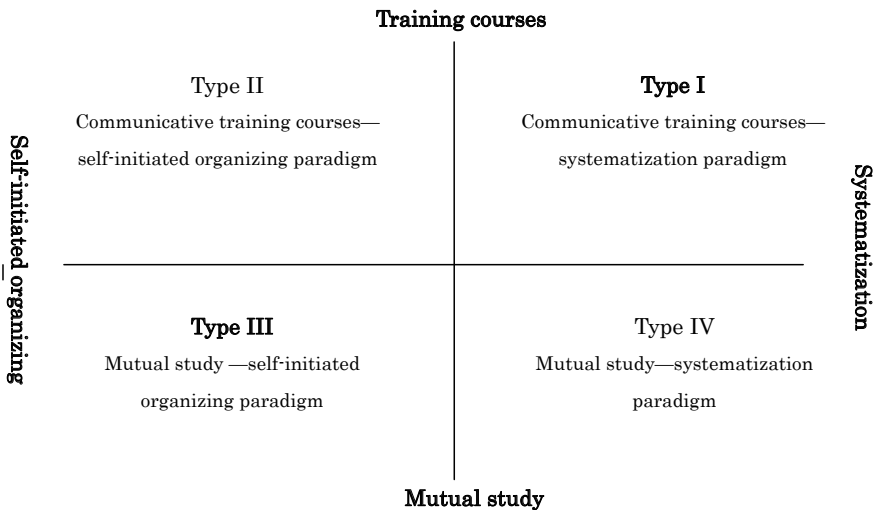 Training courses
Type II
Communicative training courses—
self-initiated organizing paradigm
Type I
Communicative training courses—
systematization paradigm
Self-initiated organizing
Systematization
Type III
Mutual study —self-initiated
organizing paradigm
Type IV
Mutual study—systematization
paradigm
Mutual study